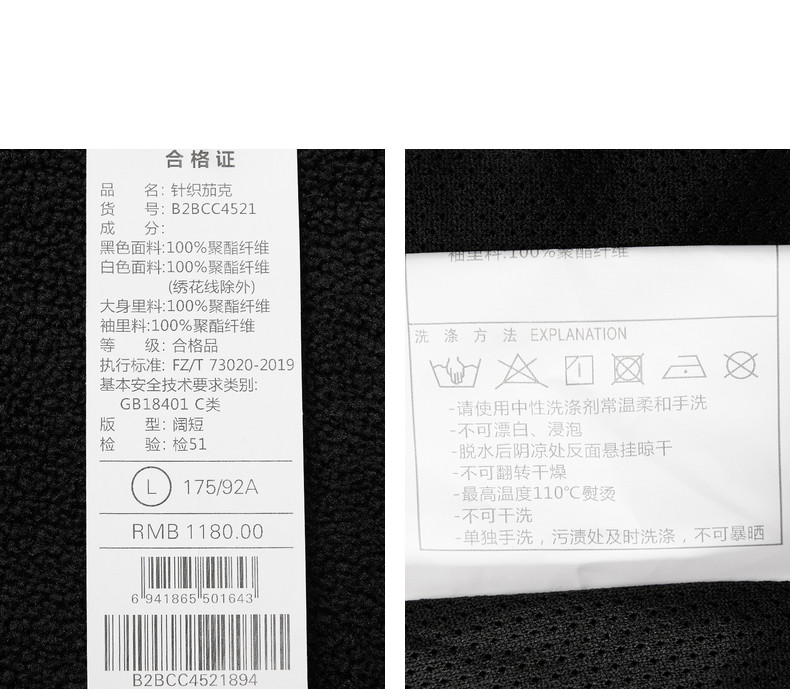 合格证
品　　名: 针织茄克
货　　号: B2BCC4521
成　　分:
黑色面料:100%聚酯纤维
白色面料:100%聚酯纤维
(绣花线除外)
大身里料:100%聚酯纤维
袖里料:100%聚酯纤维
等　　级: 合格品
执行标准: FZ/T 73020-2019
基本安全技术要求类别:
GB18401 C类
版　　型: 阔短
检　　验: 检51
L 175/92A
RMB 1180.00
6 941865 501643
B2BCC4521894
袖里料:100%聚酯纤维
洗 涤 方 法 EXPLANATION
-请使用中性洗涤剂常温柔和手洗
-不可漂白、浸泡
-脱水后阴凉处反面悬挂晾干
-不可翻转干燥
-最高温度110℃熨烫
-不可干洗
-单独手洗，污渍处及时洗涤，不可暴晒